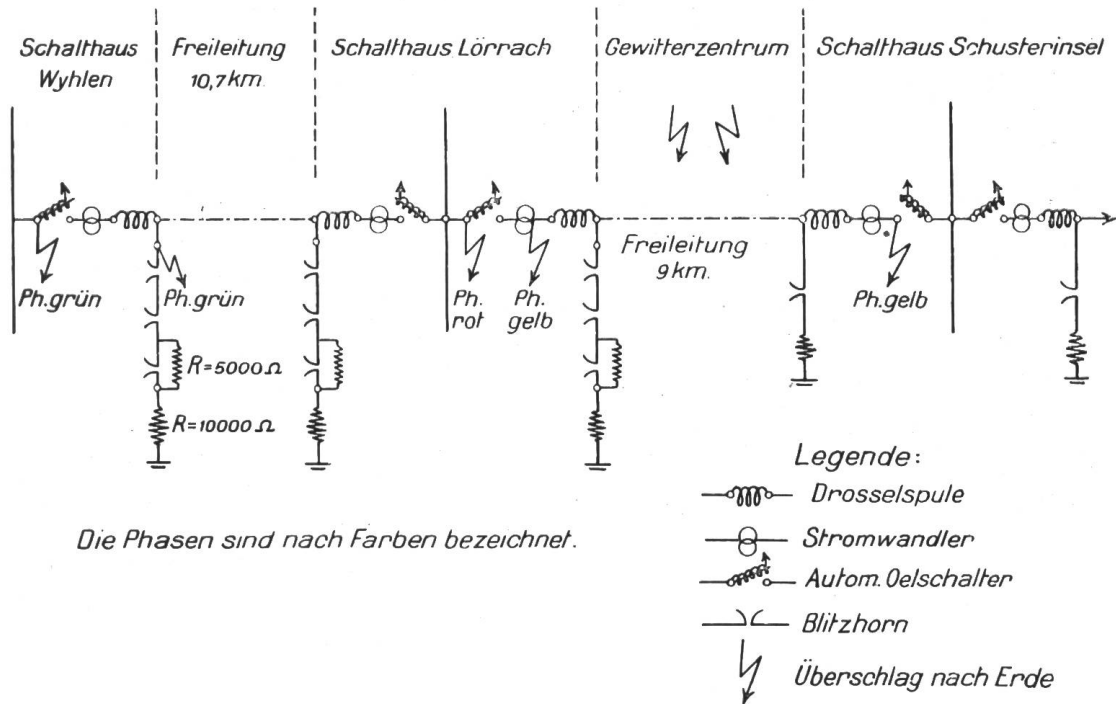 Schalthaus
Wyhlen
Freileitung
10,7 km.
Schalthaus Lörrach
Gewitterzentrum
Schalthaus Schusterinsel
Ph.grün
Ph.grün
Ph.
rot
Ph.
gelb
Freileitung
9 km.
Ph.gelb
R=5000 Ω
R=10000 Ω
Die Phasen sind nach Farben bezeichnet.
Legende:
Drosselspule
Stromwandler
Autom. Oelschalter
Blitzhorn
Überschlag nach Erde